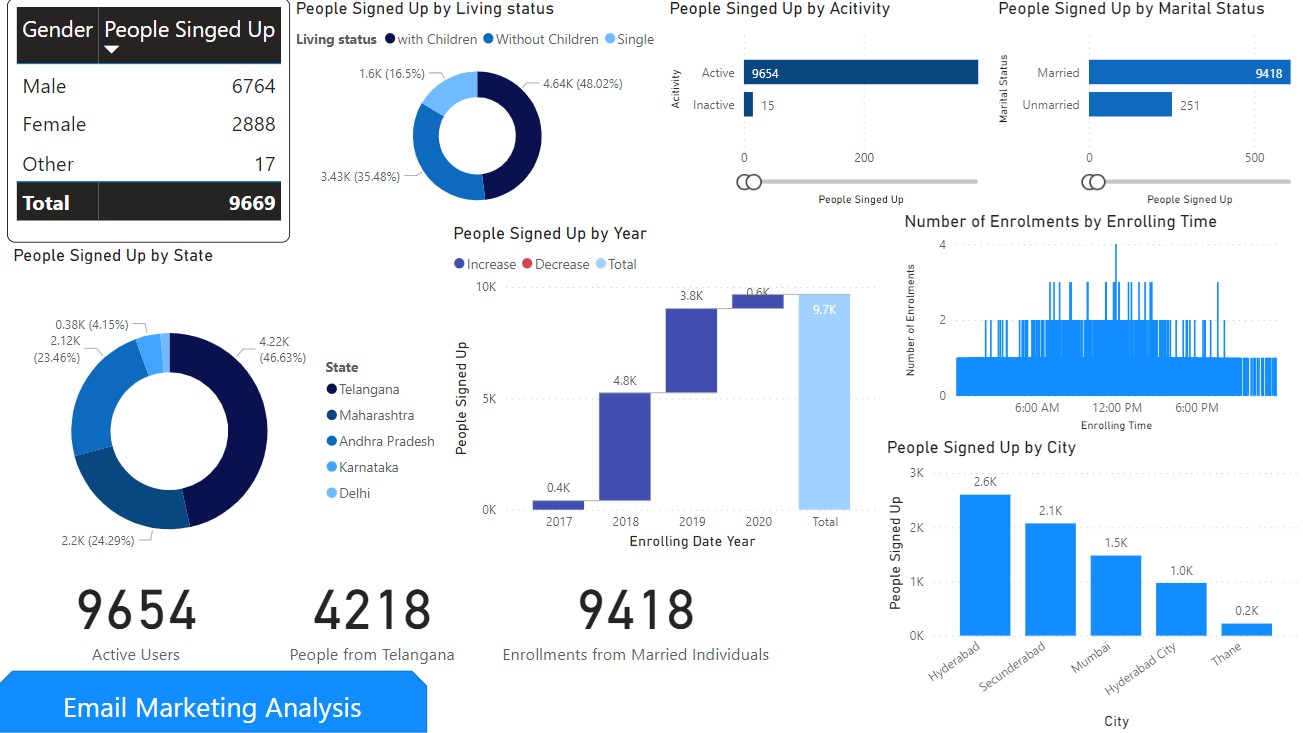 Gender People Singed Up
Male 6764
Female 2888
Other 17
Total 9669
People Signed Up by Living status
Living status with Children Without Children Single
1.6K (16.5%)
4.64K (48.02%)
3.43K (35.48%)
People Singed Up by Acitivity
Acitivity
Active 9654
Inactive 15
0 200
People Singed Up
People Signed Up by Marital Status
Marital Status
Married 9418
Unmarried 251
0 500
People Signed Up
People Signed Up by State
0.38K (4.15%)
2.12K
(23.46%)
4.22K
(46.63%)
2.2K (24.29%)
State
Telangana
Maharashtra
Andhra Pradesh
Karnataka
Delhi
People Signed Up by Year
Increase Decrease Total
People Signed Up
10K
5K
0K
0.4K
4.8K
3.8K
0.6K
9.7K
2017 2018 2019 2020 Total
Enrolling Date Year
Number of Enrolments by Enrolling Time
Number of Enrolments
4
2
0
6:00 AM 12:00 PM 6:00 PM
Enrolling Time
People Signed Up by City
People Signed Up
3K
2K
1K
0K
2.6K
2.1K
1.5K
1.0K
0.2K
Hyderabad
Secunderabad
Mumbai
Hyderabad City
Thane
City
9654
Active Users
4218
People from Telangana
9418
Enrollments from Married Individuals
Email Marketing Analysis